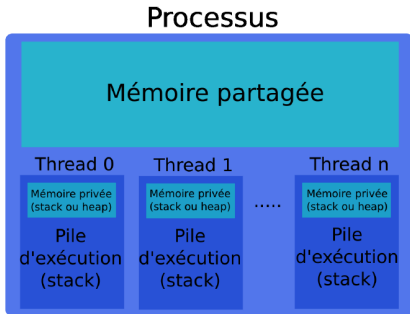 Processus
Mémoire partagée
Thread 0
Thread 1
Thread n
Mémoire privée
(stack ou heap)
Pile
d'exécution
(stack)
Mémoire privée
(stack ou heap)
Pile
d'exécution
(stack)
.....
Mémoire privée
(stack ou heap)
Pile
d'exécution
(stack)